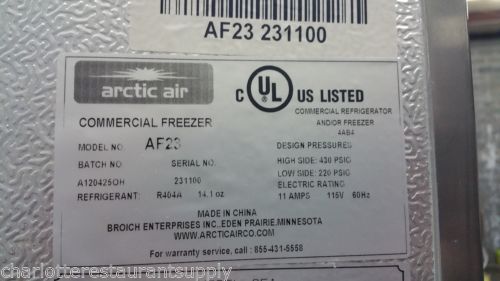 AF23 231100
arctic air
C UL US LISTED
COMMERCIAL REFRIGERATOR
AND/OR FREEZER
4AB4
COMMERCIAL FREEZER
MODEL NO. AF23
DESIGN PRESSURES
BATCH NO. SERIAL NO.
HIGH SIDE: 430 PSIG
LOW SIDE: 220 PSIG
A120425OH 231100
ELECTRIC RATING
REFRIGERANT: R404A 14.1 oz
11 AMPS 115V 60Hz
MADE IN CHINA
BROICH ENTERPRISES INC., EDEN PRAIRIE, MINNESOTA
WWW.ARCTICAIRCO.COM
For warranty service, call : 855-431-5558
charlotterestaurantsupply